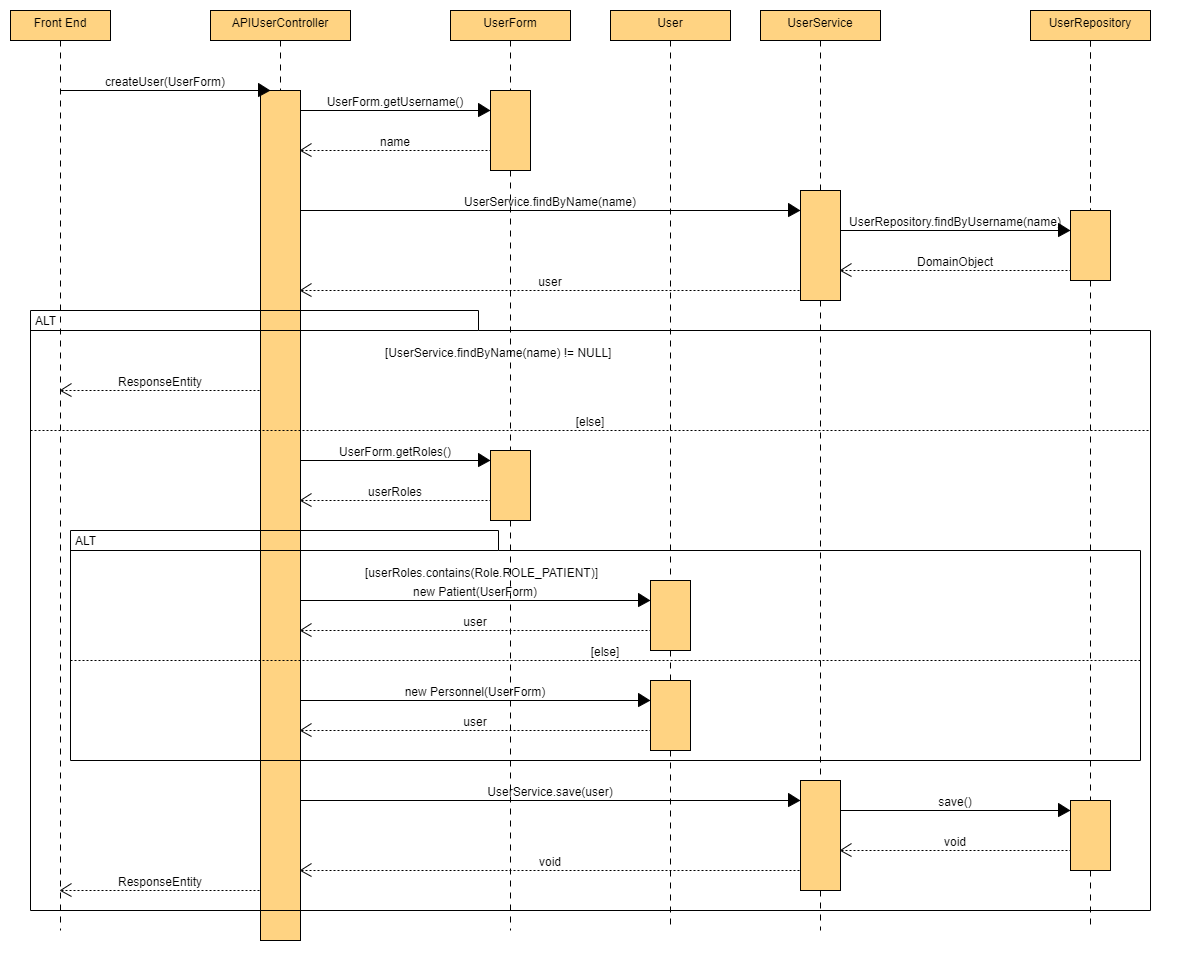 Front End
APIUserController
UserForm
User
UserService
UserRepository
createUser(UserForm)
UserForm.getUsername()
name
UserService.findByName(name)
UserRepository.findByUsername(name)
DomainObject
user
ALT
[UserService.findByName(name) != NULL]
ResponseEntity
[else]
UserForm.getRoles()
userRoles
ALT
[userRoles.contains(Role.ROLE_PATIENT)]
new Patient(UserForm)
user
[else]
new Personnel(UserForm)
user
UserService.save(user)
save()
void
void
ResponseEntity